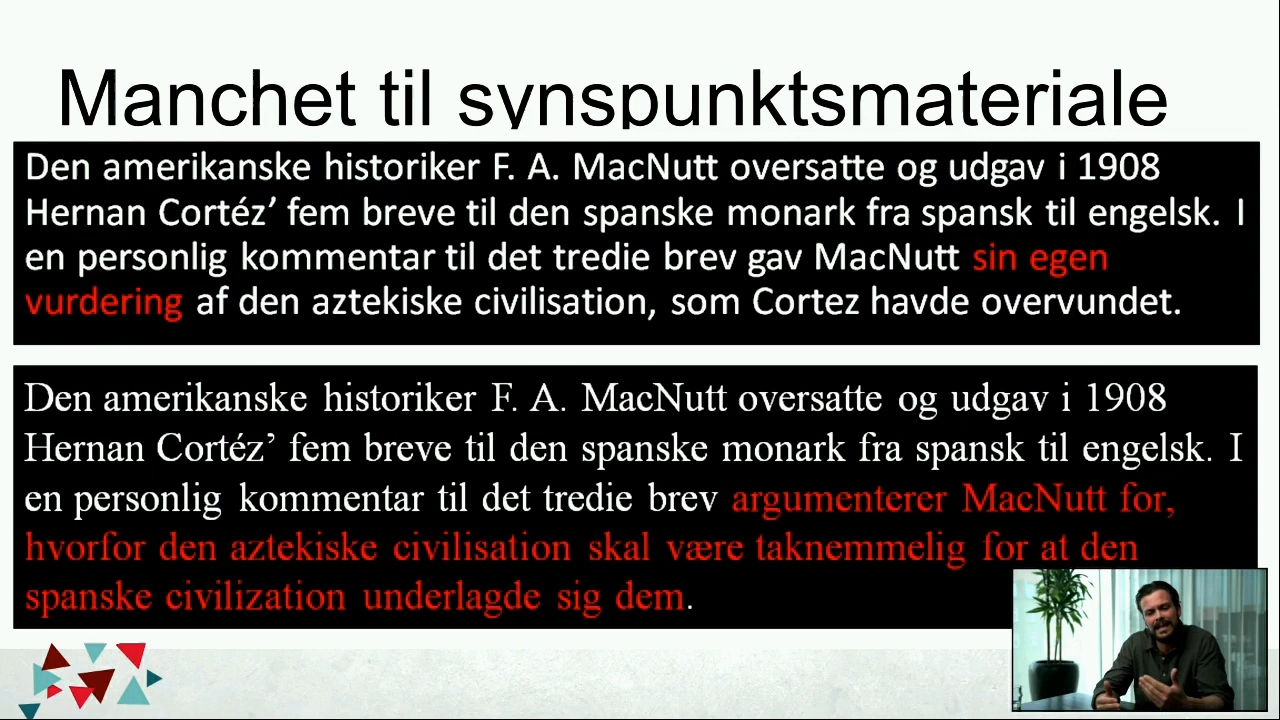 Manchet til synspunktsmateriale
Den amerikanske historiker F. A. MacNutt oversatte og udgav i 1908
Hernan Cortéz’ fem breve til den spanske monark fra spansk til engelsk. I
en personlig kommentar til det tredie brev gav MacNutt sin egen
vurdering af den aztekiske civilisation, som Cortez havde overvundet.
Den amerikanske historiker F. A. MacNutt oversatte og udgav i 1908
Hernan Cortéz’ fem breve til den spanske monark fra spansk til engelsk. I
en personlig kommentar til det tredie brev argumenterer MacNutt for,
hvorfor den aztekiske civilisation skal være taknemmelig for at den
spanske civilization underlagde sig dem.